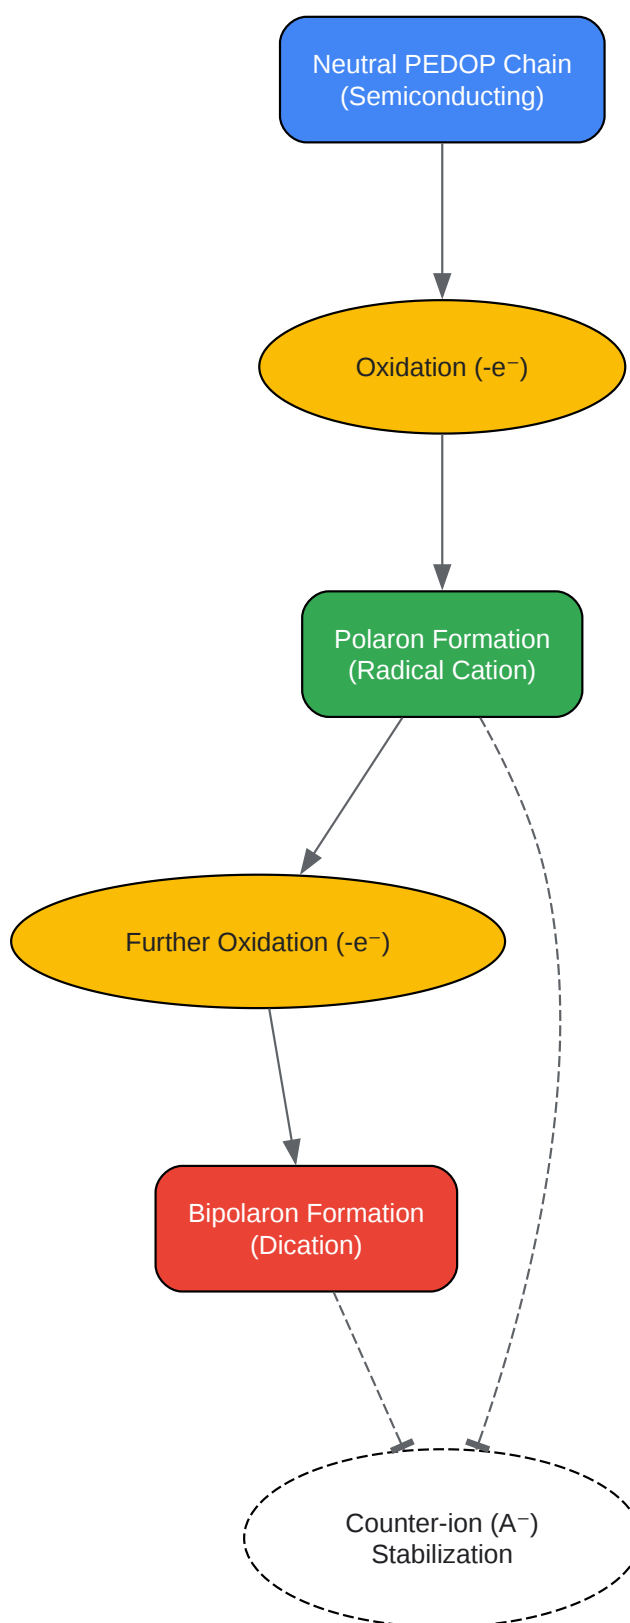 Neutral PEDOP Chain
(Semiconducting)
Oxidation (-e⁻)
Polaron Formation
(Radical Cation)
Further Oxidation (-e⁻)
Bipolaron Formation
(Dication)
Counter-ion (A⁻)
Stabilization